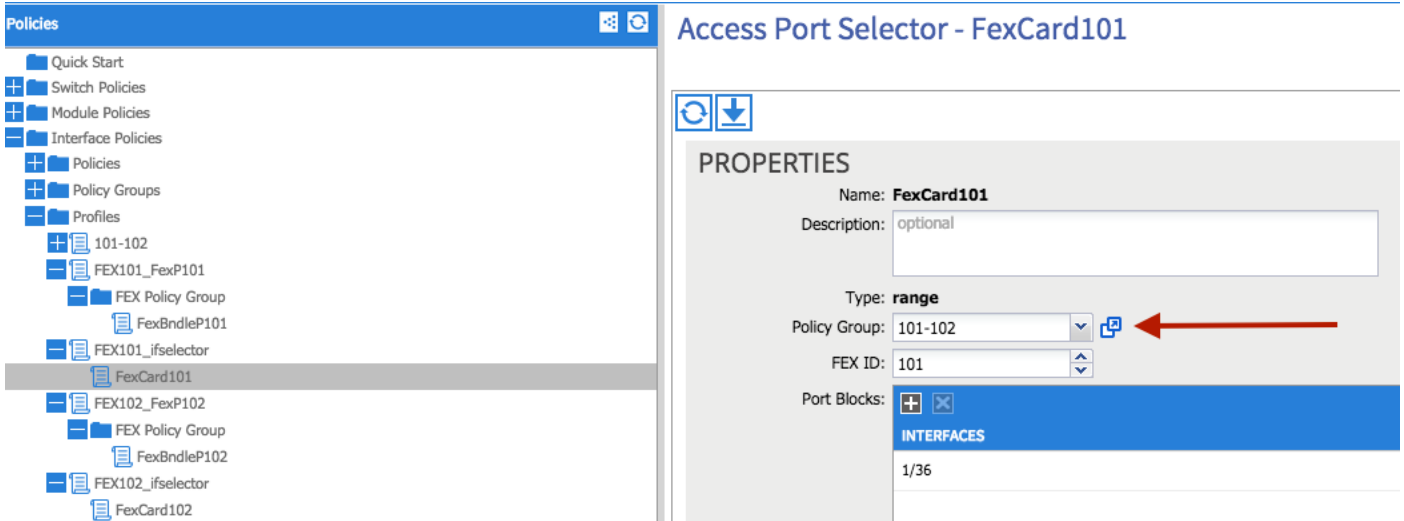 Policies
Quick Start
Switch Policies
Module Policies
Interface Policies
Policies
Policy Groups
Profiles
101-102
FEX101_FexP101
FEX Policy Group
FexBndleP101
FEX101_ifselector
FexCard101
FEX102_FexP102
FEX Policy Group
FexBndleP102
FEX102_ifselector
FexCard102
Access Port Selector - FexCard101
PROPERTIES
Name: FexCard101
Description: optional
Type: range
Policy Group: 101-102
FEX ID: 101
Port Blocks:
INTERFACES
1/36